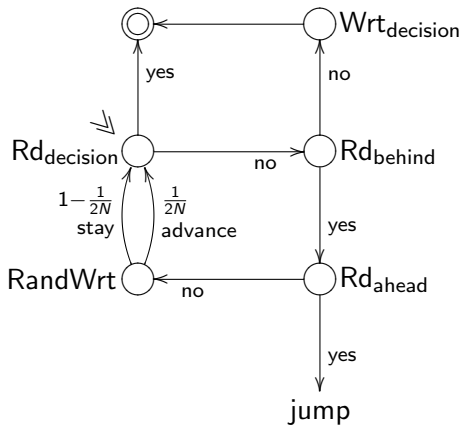 Wrt_decision
yes
no
Rd_decision
no
Rd_behind
1−1/2N
1/2N
yes
stay
advance
RandWrt
no
Rd_ahead
yes
jump